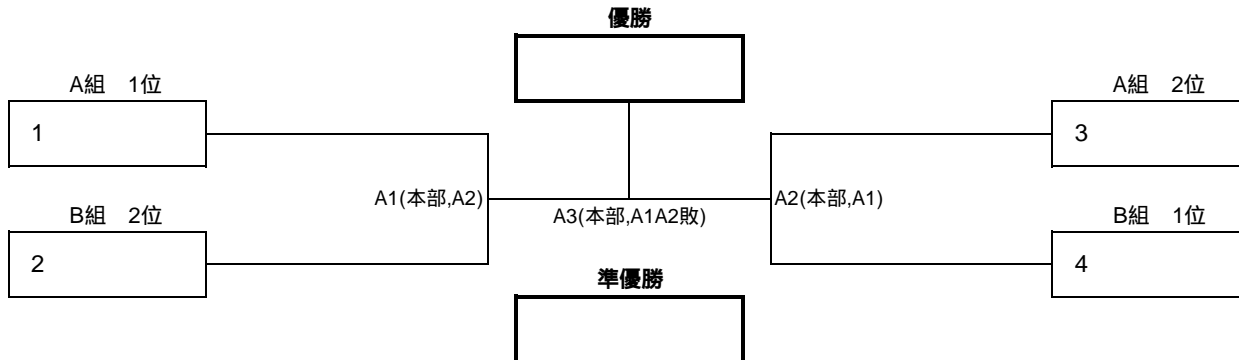 優勝
A組 1位
A組 2位
1
3
A1(本部,A2)
A3(本部,A1A2敗)
A2(本部,A1)
B組 2位
B組 1位
2
4
準優勝